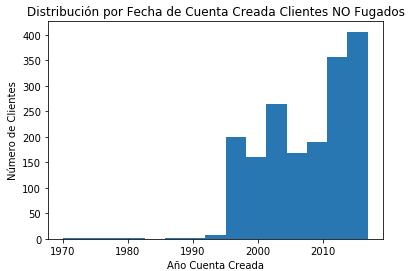 Distribución por Fecha de Cuenta Creada Clientes NO Fugados
400
350
300
250
200
150
100
50
0
Número de Clientes
1970 1980 1990 2000 2010
Año Cuenta Creada